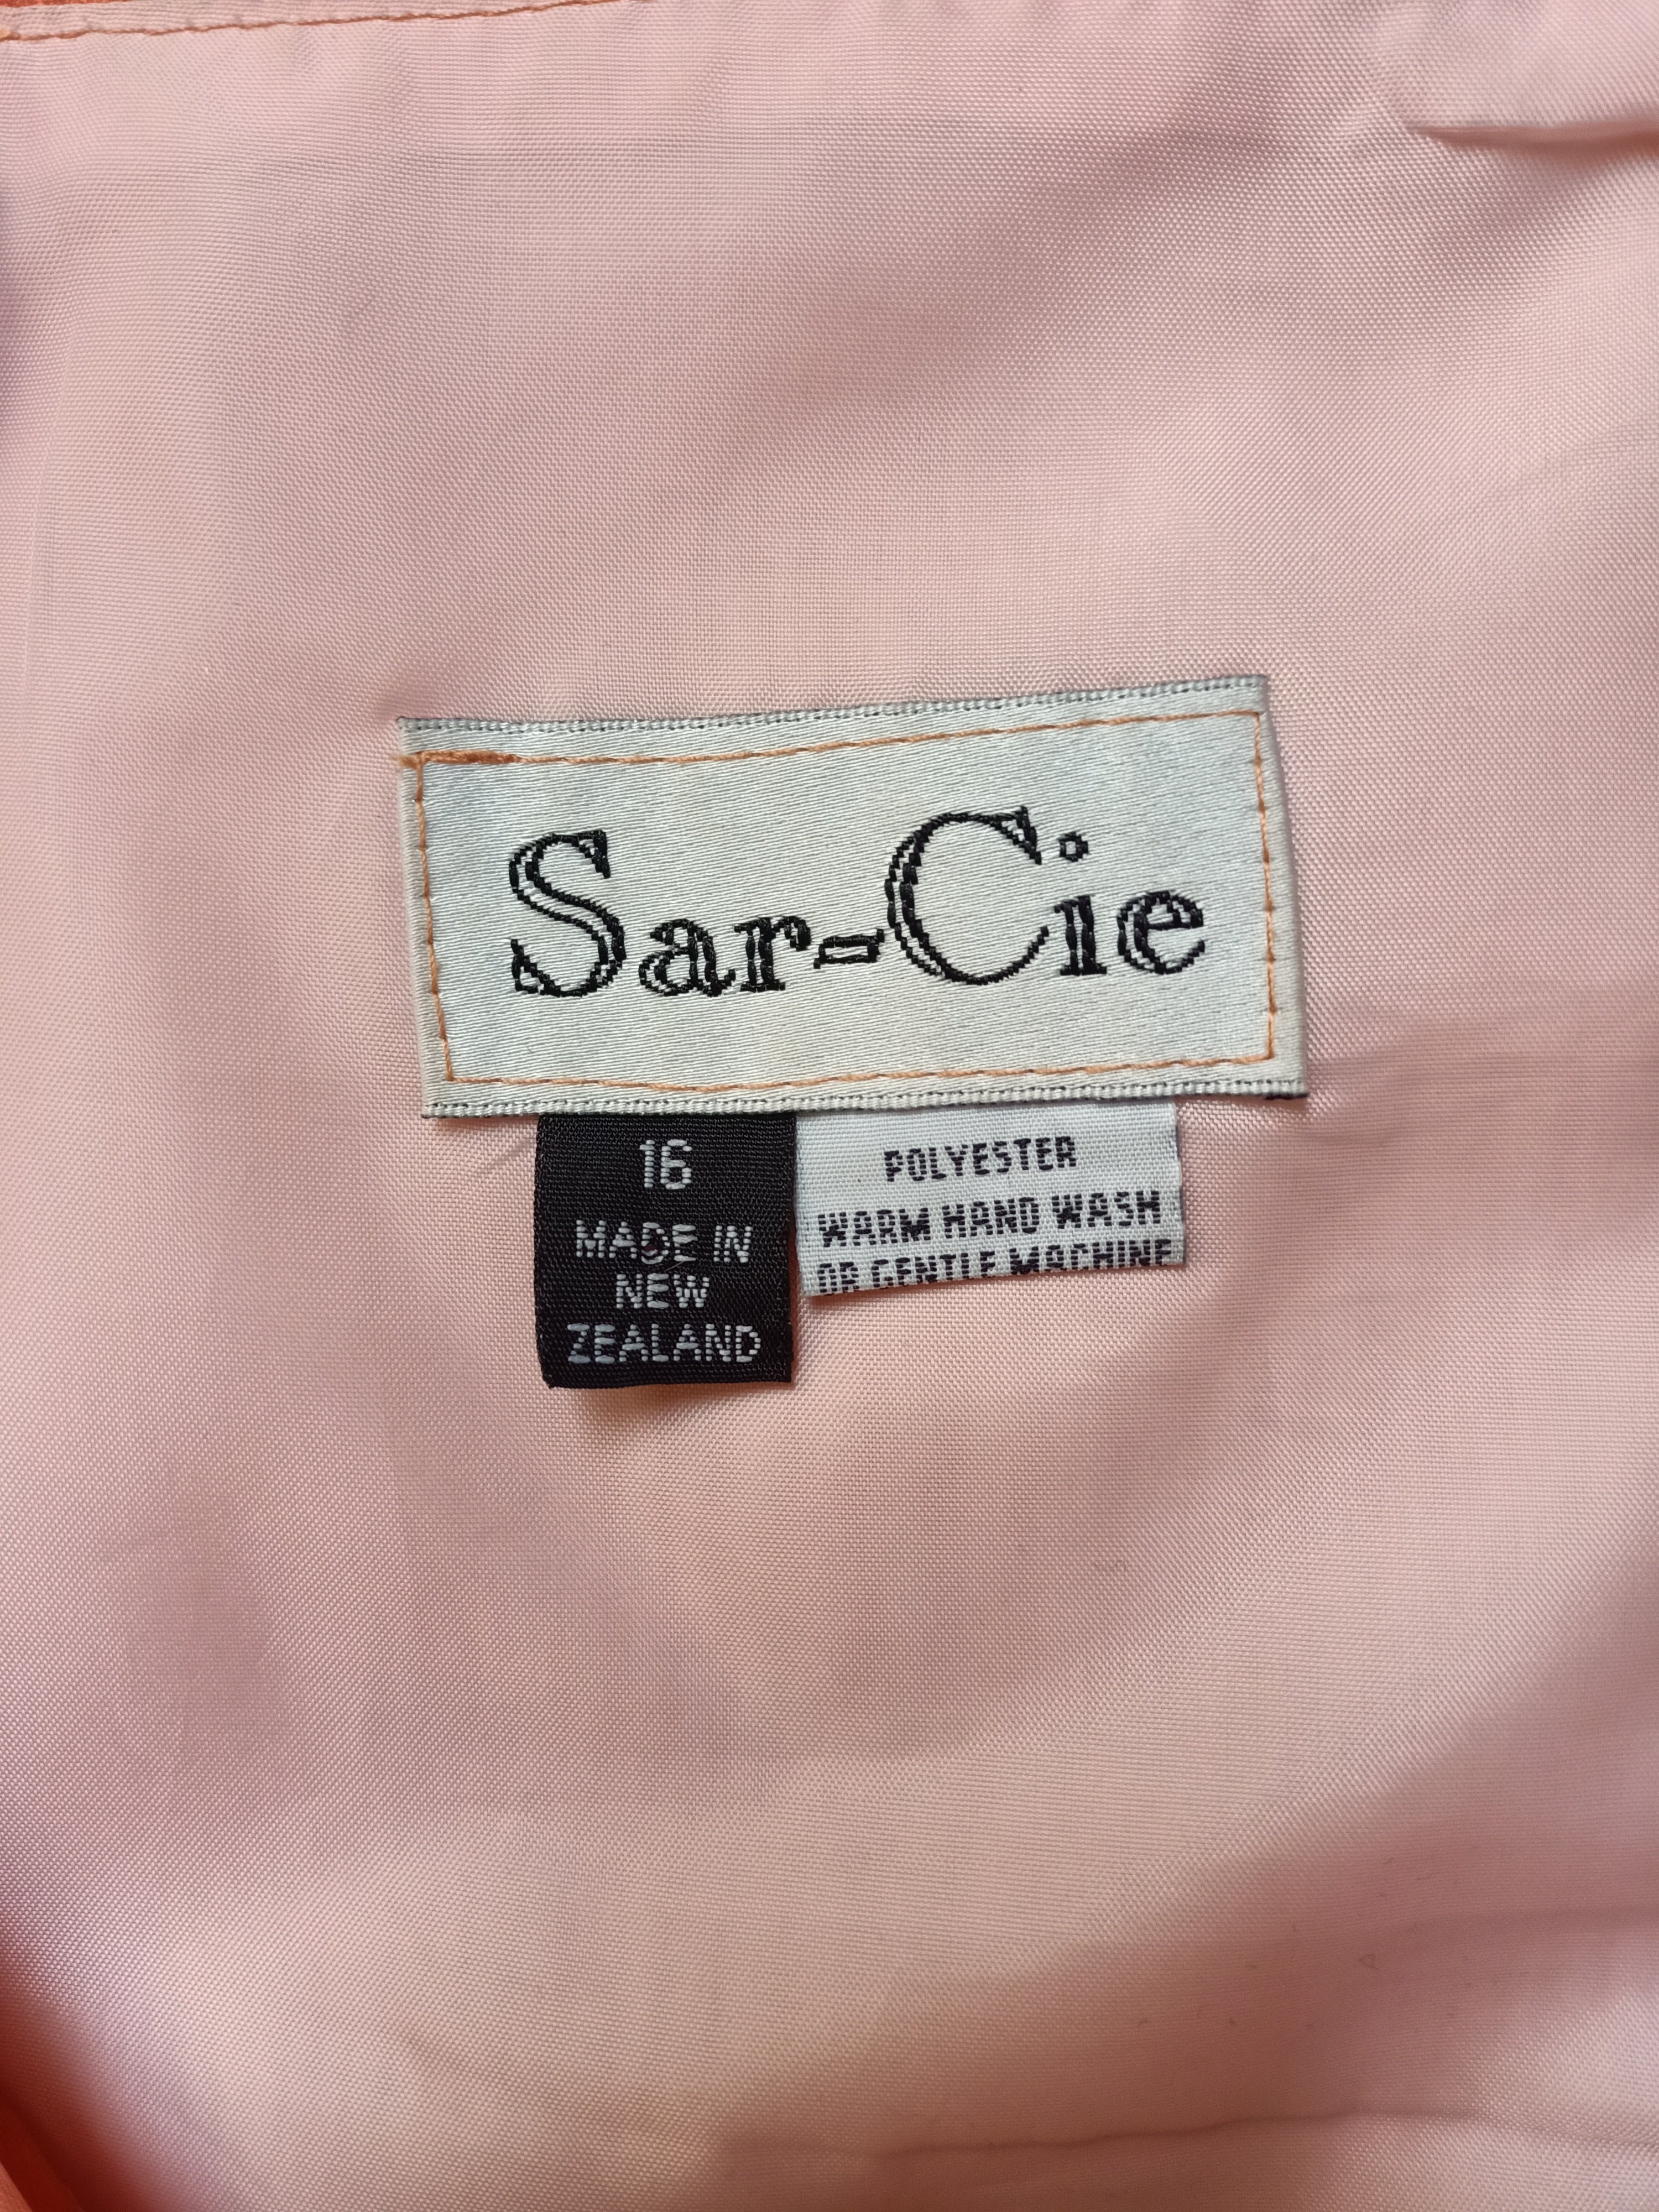 Sar-Cie
16
MADE IN
NEW
ZEALAND
POLYESTER
WARM HAND WASH
OR GENTLE MACHINE